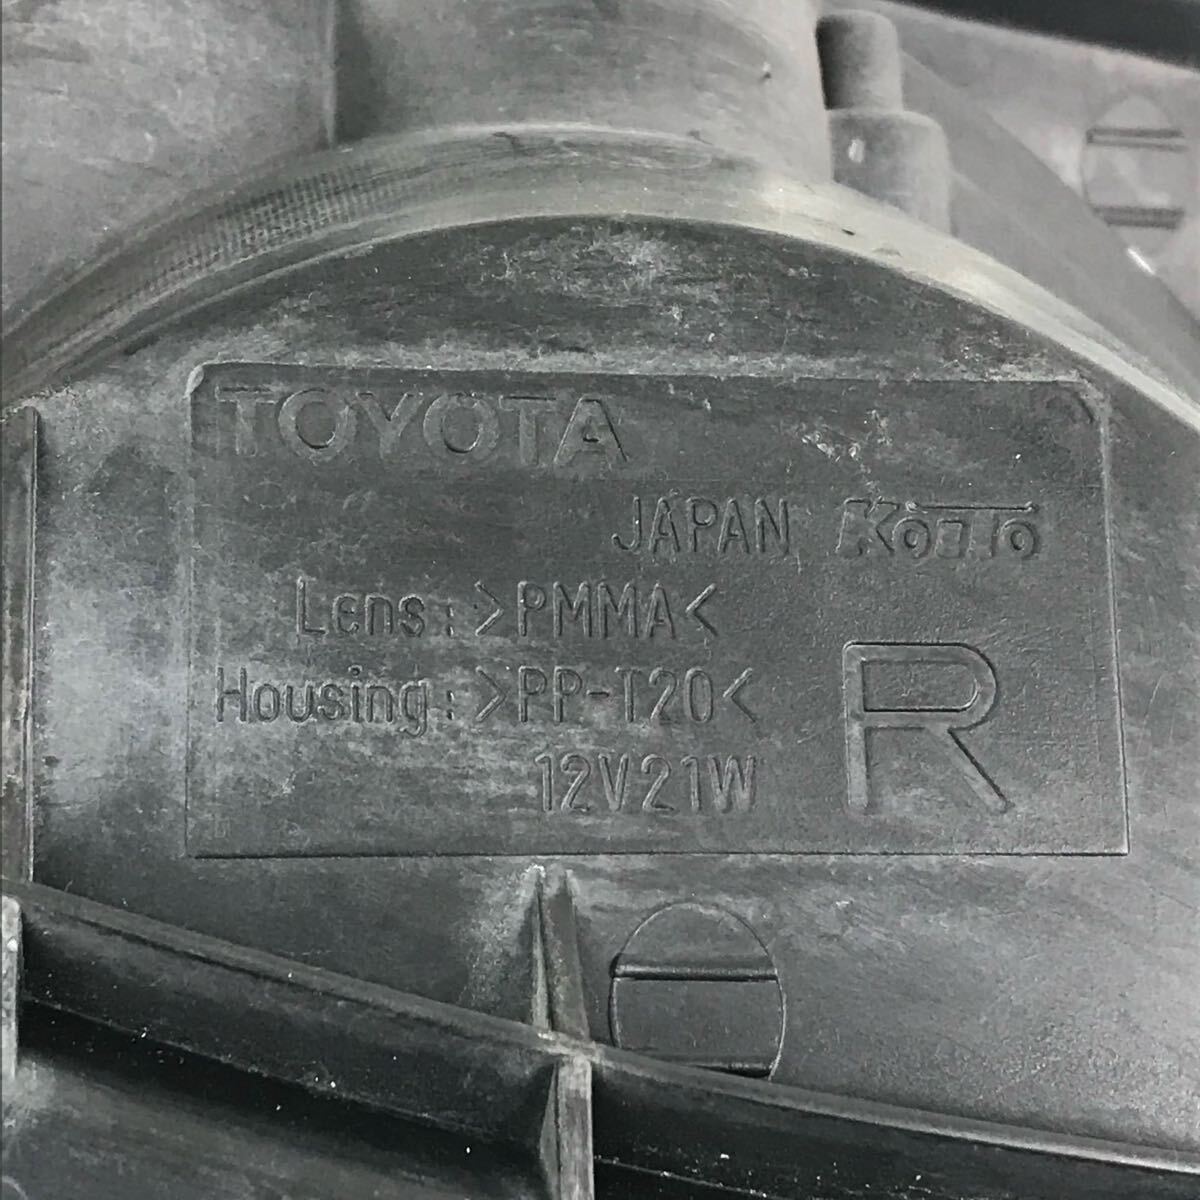 TOYOTA
JAPAN KOITO
Lens: >PMMA<
Housing: >PP-T20<
12V21W
R